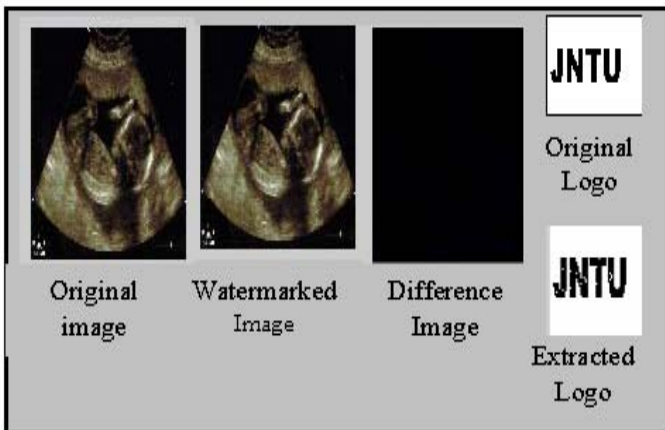 JNTU
Original
Logo
Original
image
Watermarked
Image
Difference
Image
JNTU
Extracted
Logo